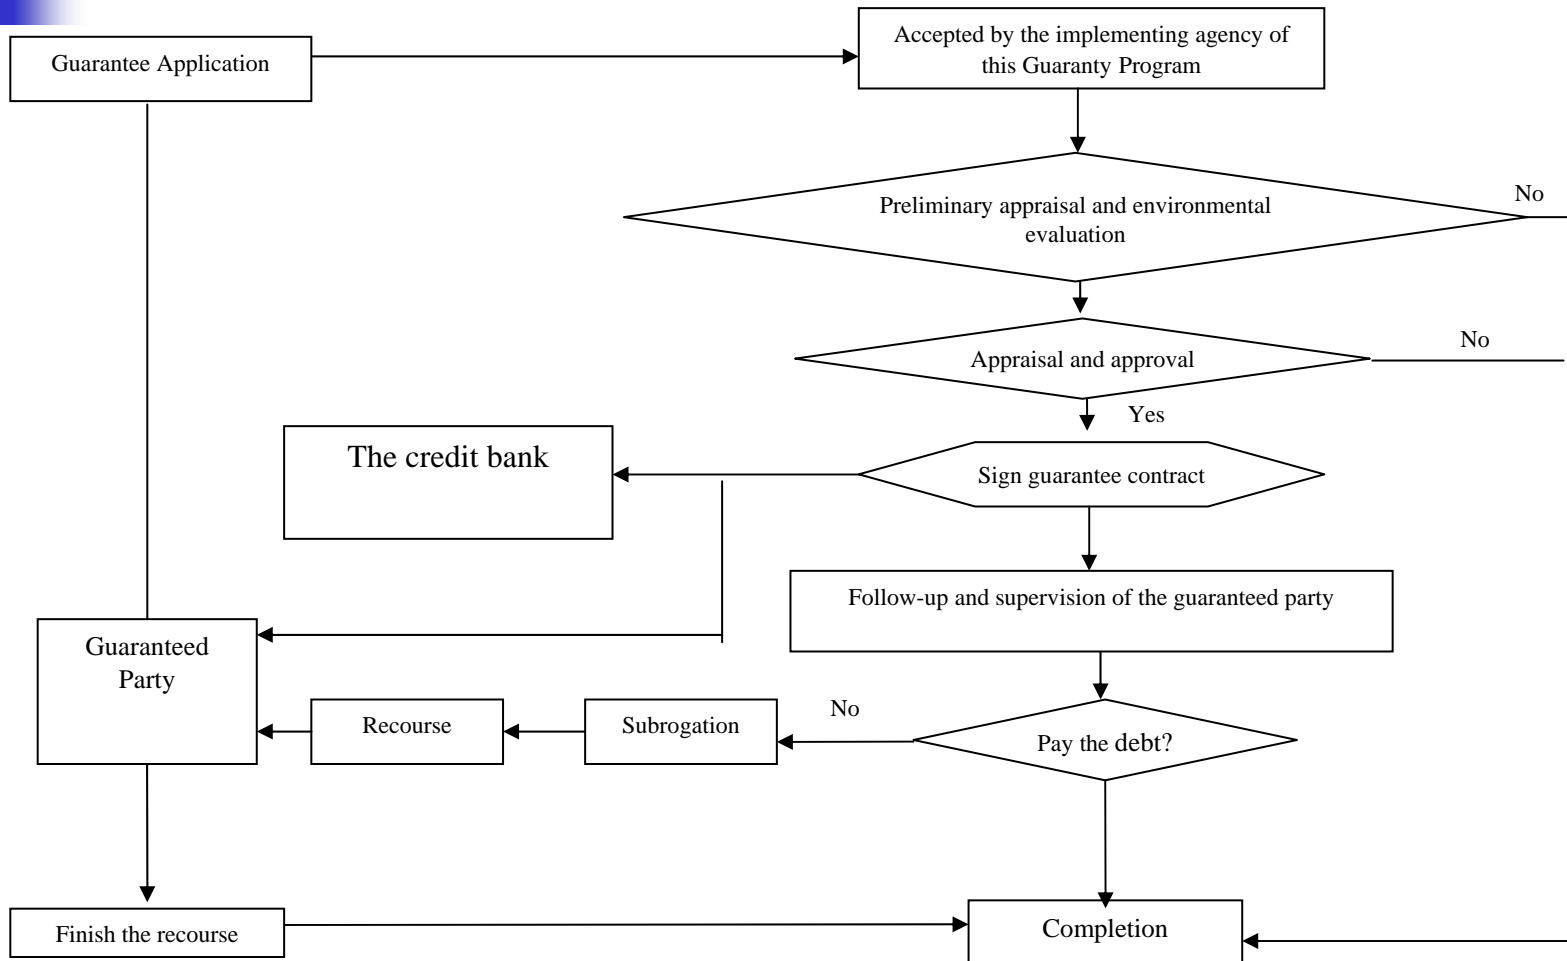 Guarantee Application
Accepted by the implementing agency of
this Guaranty Program
Preliminary appraisal and environmental
evaluation
No
Appraisal and approval
No
Yes
The credit bank
Sign guarantee contract
Follow-up and supervision of the guaranteed party
Guaranteed
Party
Recourse
Subrogation
No
Pay the debt?
Finish the recourse
Completion